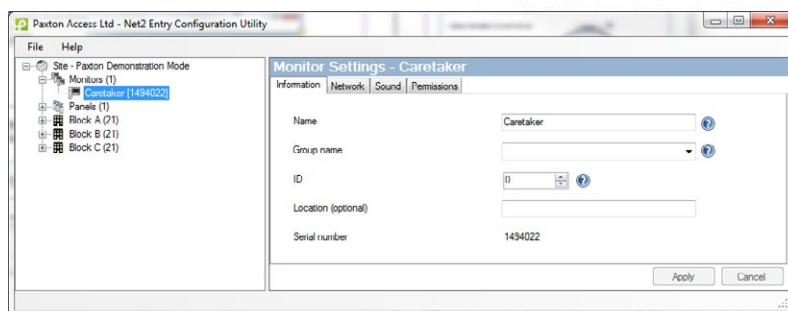 Paxton Access Ltd - Net2 Entry Configuration Utility
File Help
Site - Paxton Demonstration Mode
Monitors (1)
Caretaker [1494022]
Panels (1)
Block A (21)
Block B (21)
Block C (21)
Monitor Settings - Caretaker
Information Network Sound Permissions
Name Caretaker
Group name
ID 0
Location (optional)
Serial number 1494022
Apply Cancel